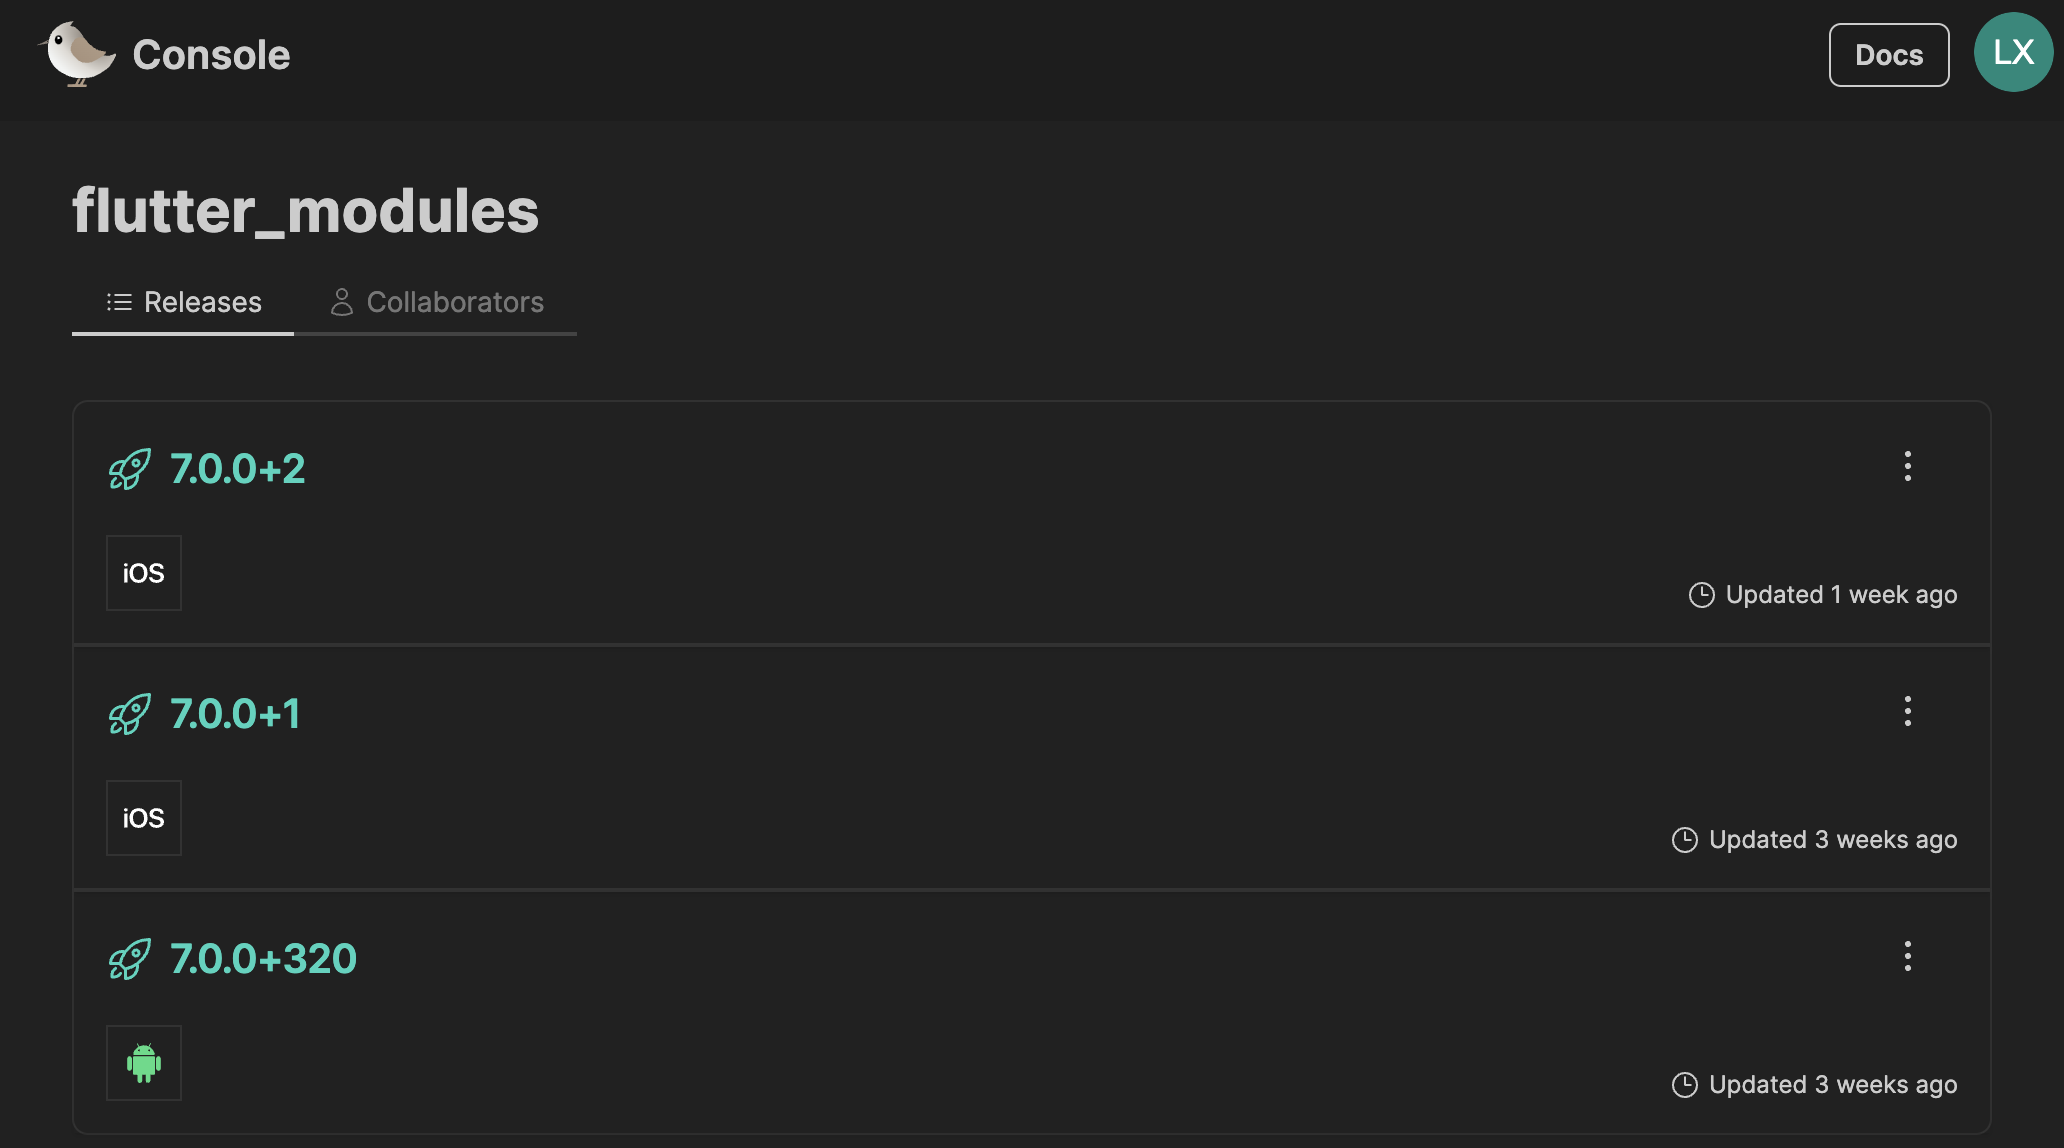 Console
Docs
LX
flutter_modules
Releases
Collaborators
7.0.0+2
iOS
Updated 1 week ago
7.0.0+1
iOS
Updated 3 weeks ago
7.0.0+320
Updated 3 weeks ago